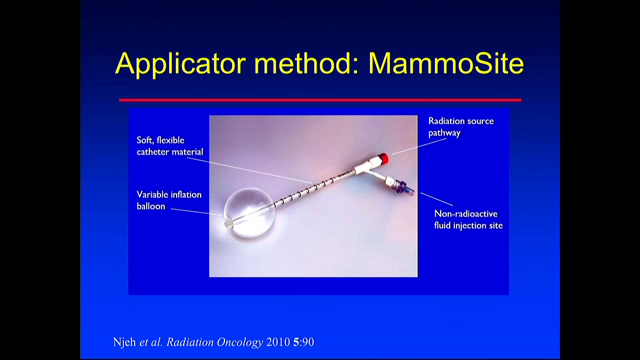 Applicator method: MammoSite
Soft, flexible
catheter material
Variable inflation
balloon
Radiation source
pathway
Non-radioactive
fluid injection site
Njeh et al. Radiation Oncology 2010 5:90